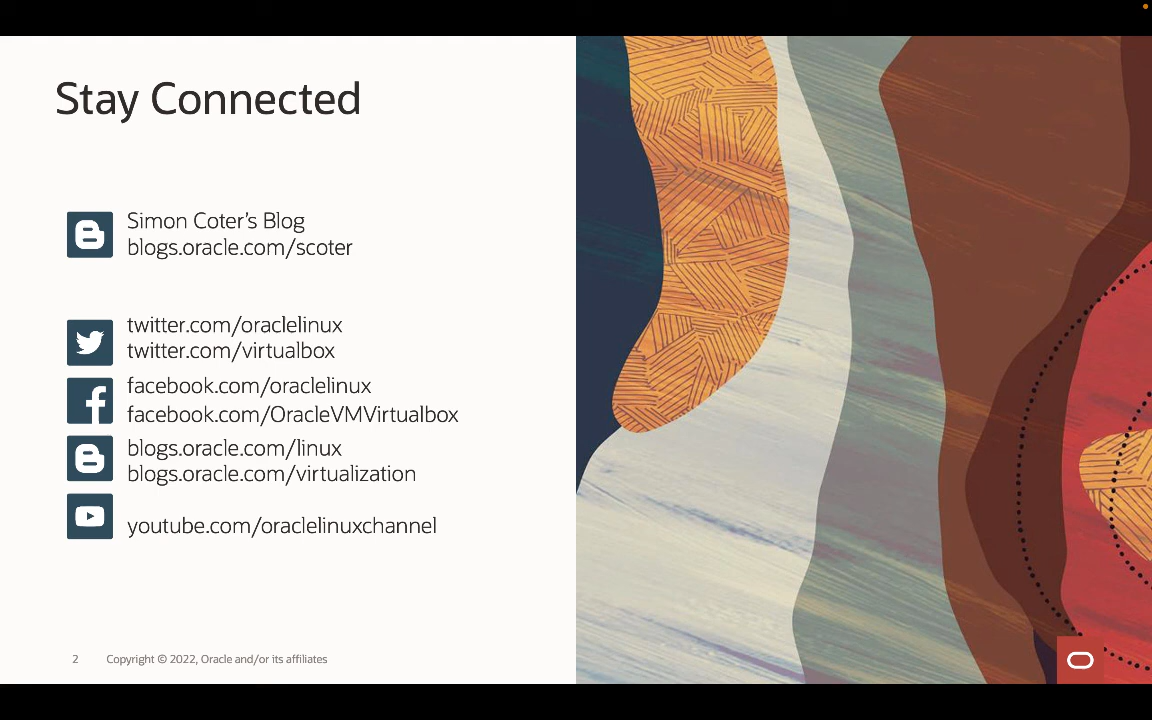 Stay Connected
Simon Coter’s Blog
blogs.oracle.com/scoter
twitter.com/oraclelinux
twitter.com/virtualbox
facebook.com/oraclelinux
facebook.com/OracleVMVirtualbox
blogs.oracle.com/linux
blogs.oracle.com/virtualization
youtube.com/oraclelinuxchannel
2 Copyright © 2022, Oracle and/or its affiliates